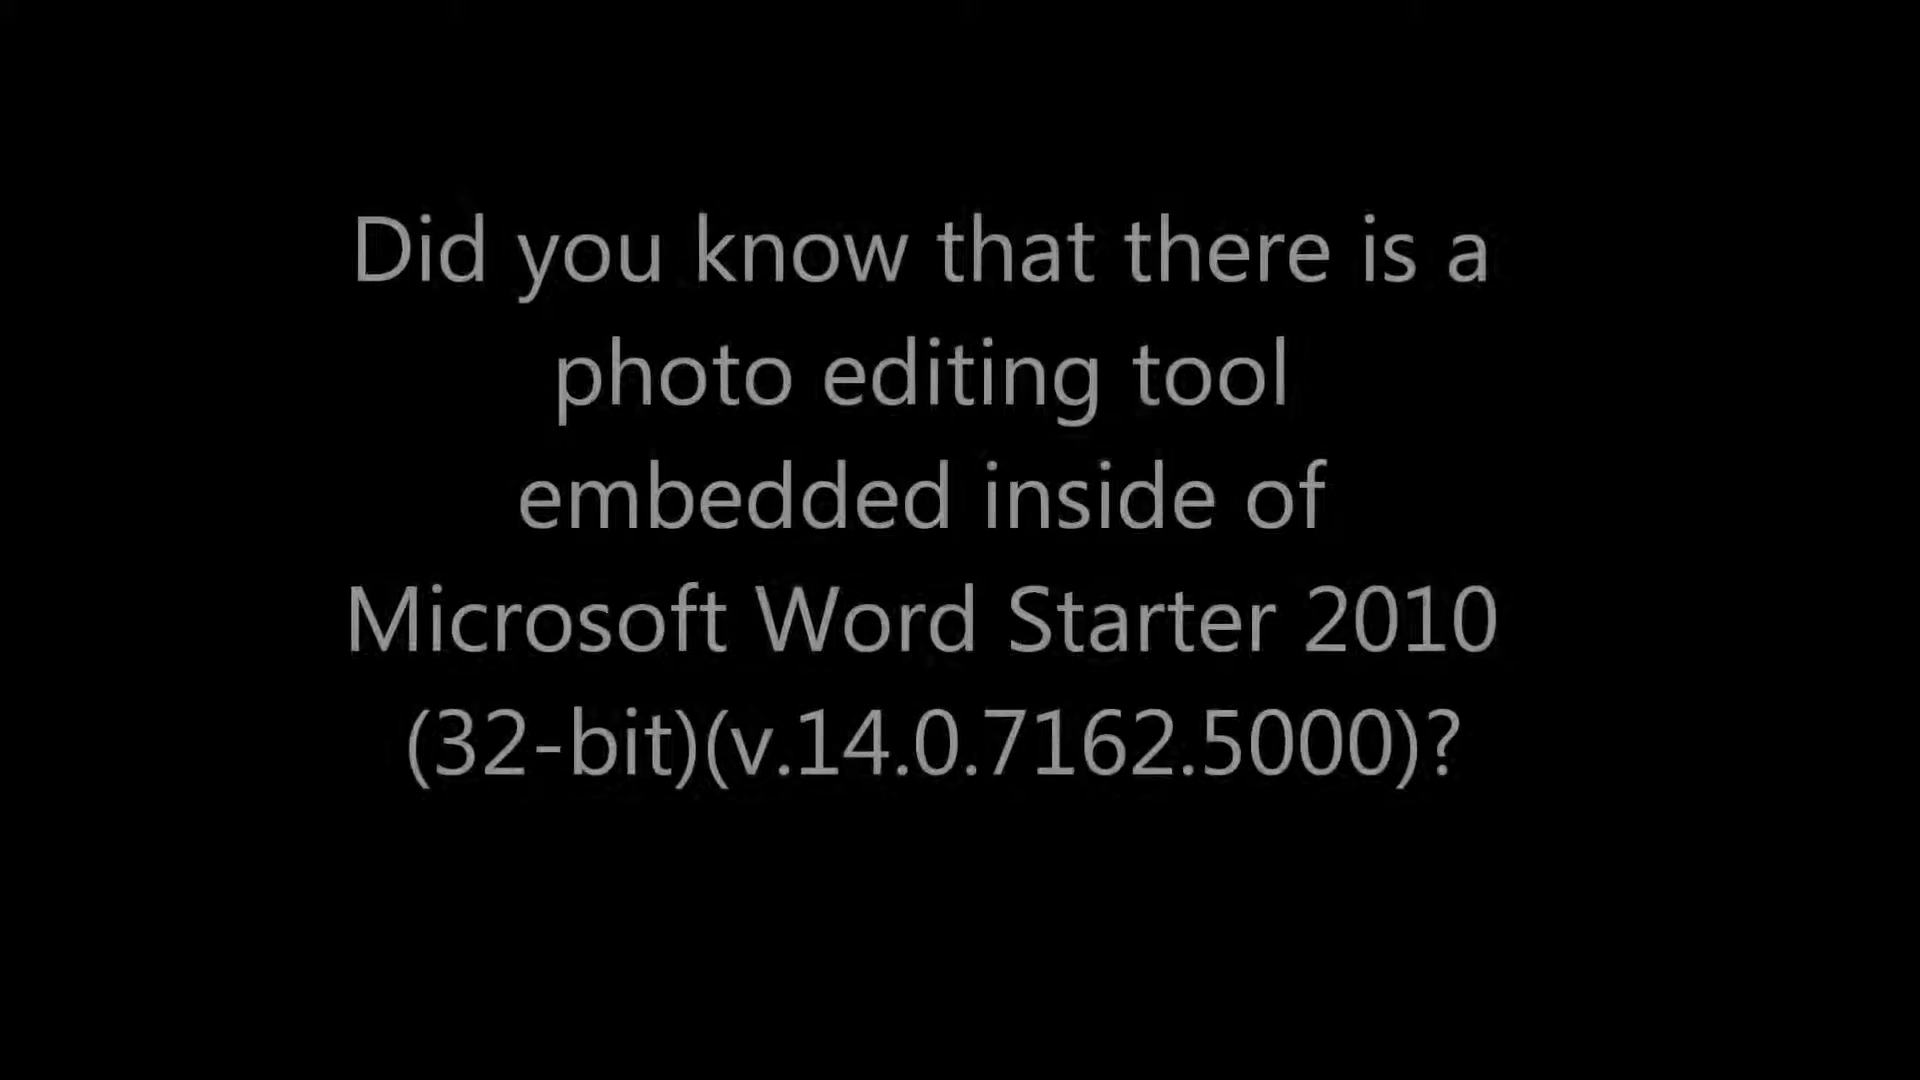 Did you know that there is a
photo editing tool
embedded inside of
Microsoft Word Starter 2010
(32-bit)(v.14.0.7162.5000)?